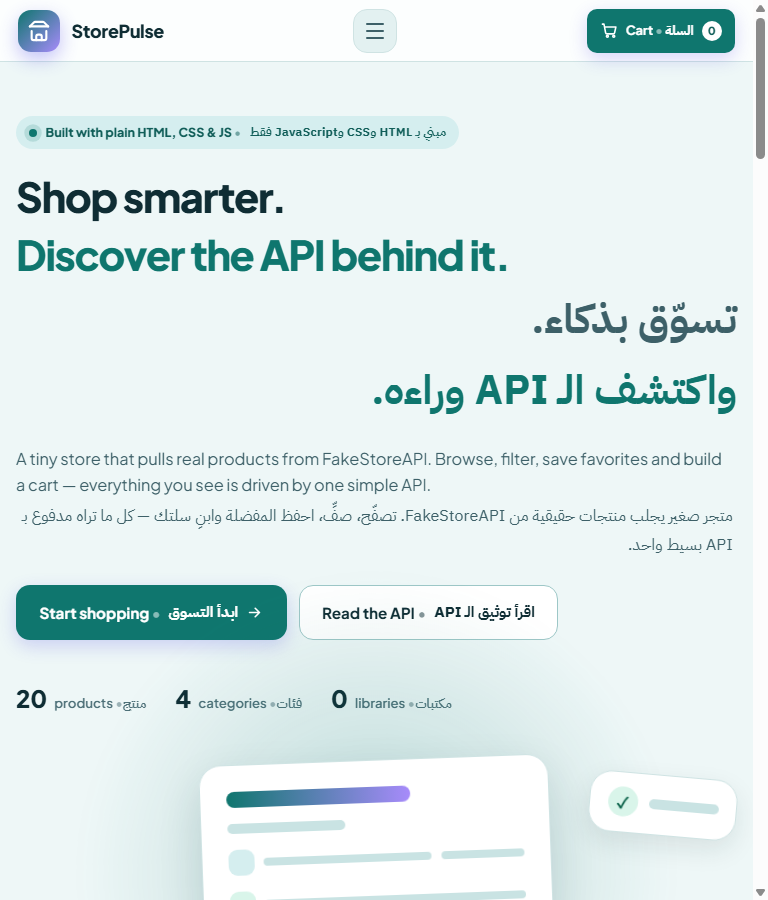 StorePulse
Cart • السلة 0
Built with plain HTML, CSS & JS • مبني بـ HTML وCSS وJavaScript فقط
Shop smarter.
Discover the API behind it.
تسوّق بذكاء.
واكتشف الـ API وراءه.
A tiny store that pulls real products from FakeStoreAPI. Browse, filter, save favorites and build
a cart — everything you see is driven by one simple API.
متجر صغير يجلب منتجات حقيقية من FakeStoreAPI. تصفّح، صفِّ، احفظ المفضلة وابنِ سلتك — كل ما تراه مدفوع بـ
API بسيط واحد.
Start shopping • ابدأ التسوق →
Read the API • اقرأ توثيق الـ API
20 products • منتج 4 categories • فئات 0 libraries • مكتبات